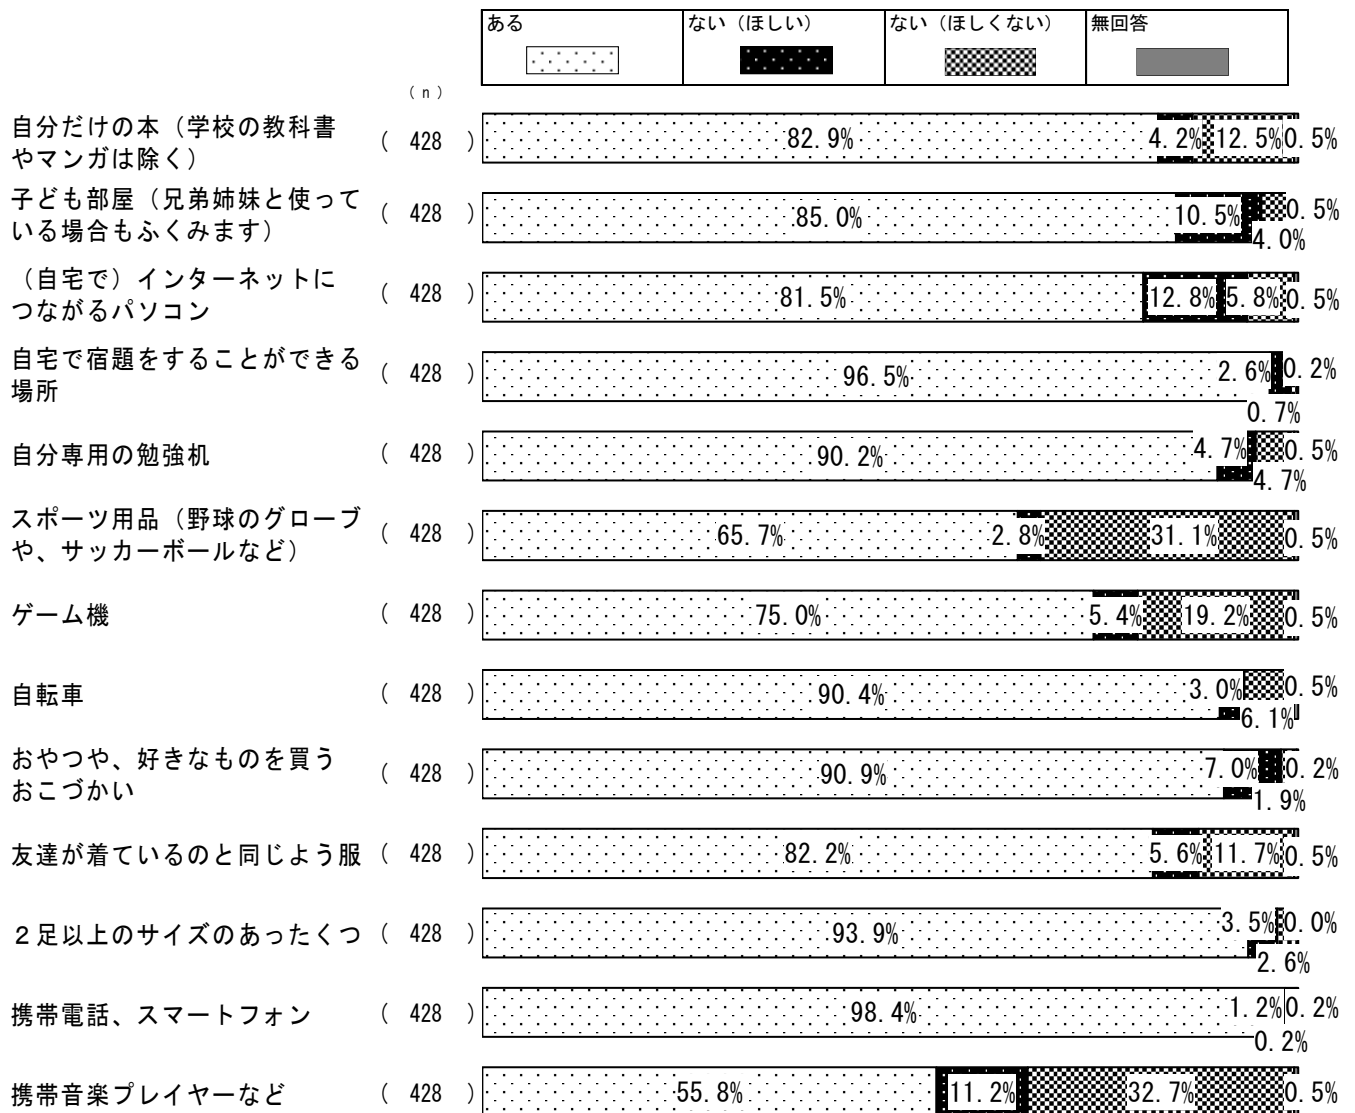 ある ない（ほしい） ない（ほしくない） 無回答
（ｎ）
自分だけの本（学校の教科書
やマンガは除く）
( 428 ) 82.9% 4.2% 12.5% 0.5%
子ども部屋（兄弟姉妹と使って
いる場合もふくみます）
( 428 ) 85.0% 10.5% 0.5%
4.0%
（自宅で）インターネットに
つながるパソコン
( 428 ) 81.5% 12.8% 5.8% 0.5%
自宅で宿題をすることができる
場所
( 428 ) 96.5% 2.6% 0.2%
0.7%
自分専用の勉強机 ( 428 ) 90.2% 4.7% 0.5%
4.7%
スポーツ用品（野球のグローブ
や、サッカーボールなど）
( 428 ) 65.7% 2.8% 31.1% 0.5%
ゲーム機 ( 428 ) 75.0% 5.4% 19.2% 0.5%
自転車 ( 428 ) 90.4% 3.0% 0.5%
6.1%
おやつや、好きなものを買う
おこづかい
( 428 ) 90.9% 7.0% 0.2%
1.9%
友達が着ているのと同じよう服 ( 428 ) 82.2% 5.6% 11.7% 0.5%
２足以上のサイズのあったくつ ( 428 ) 93.9% 3.5% 0.0%
2.6%
携帯電話、スマートフォン ( 428 ) 98.4% 1.2% 0.2%
0.2%
携帯音楽プレイヤーなど ( 428 ) 55.8% 11.2% 32.7% 0.5%